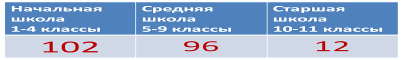 Начальная школа 1-4 классы
Средняя школа 5-9 классы
Старшая школа 10-11 классы
102 96 12